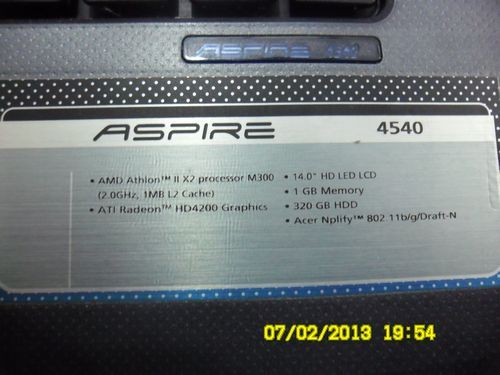 ASPIRE 4540
ASPIRE 4540
• AMD Athlon™ II X2 processor M300
(2.0GHz, 1MB L2 Cache)
• ATI Radeon™ HD4200 Graphics
• 14.0" HD LED LCD
• 1 GB Memory
• 320 GB HDD
• Acer Nplify™ 802.11b/g/Draft-N
07/02/2013 19:54